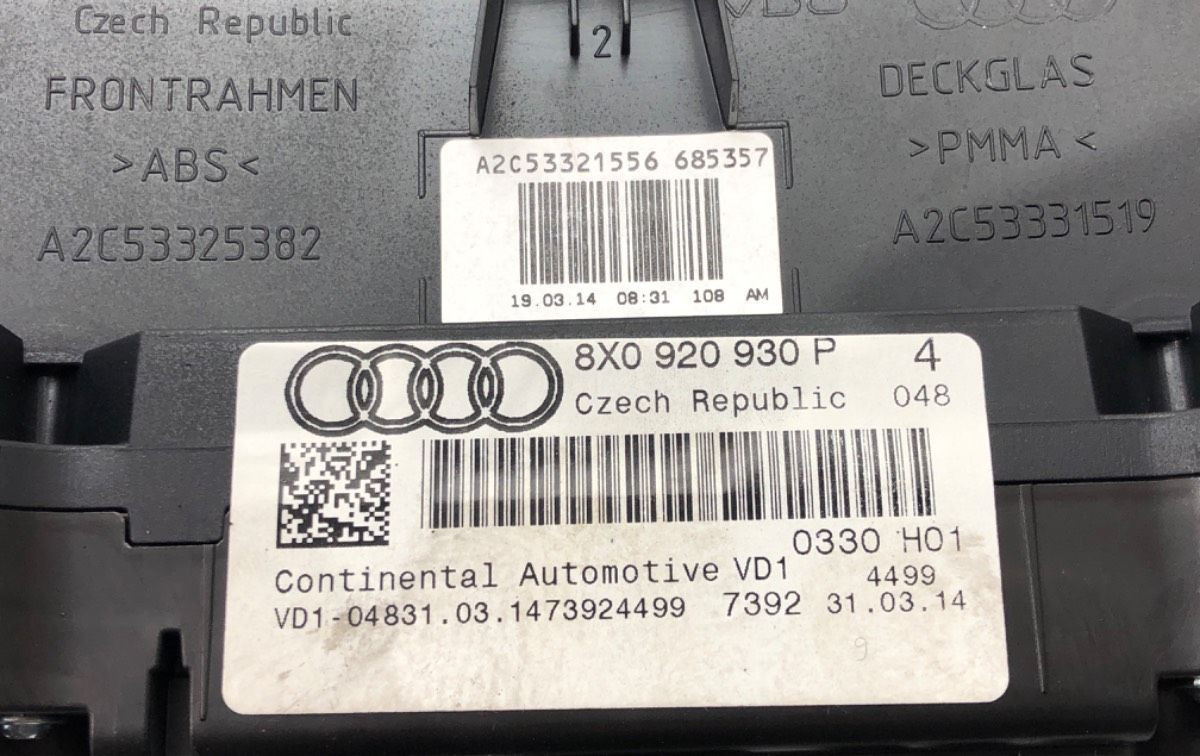 Czech Republic
FRONTRAHMEN
>ABS<
A2C53325382
2
DECKGLAS
>PMMA<
A2C53331519
A2C53321556 685357
19.03.14 08:31 108 AM
8X0 920 930 P 4
Czech Republic 048
0330 H01
Continental Automotive VD1 4499
VD1-04831.03.1473924499 7392 31.03.14
9